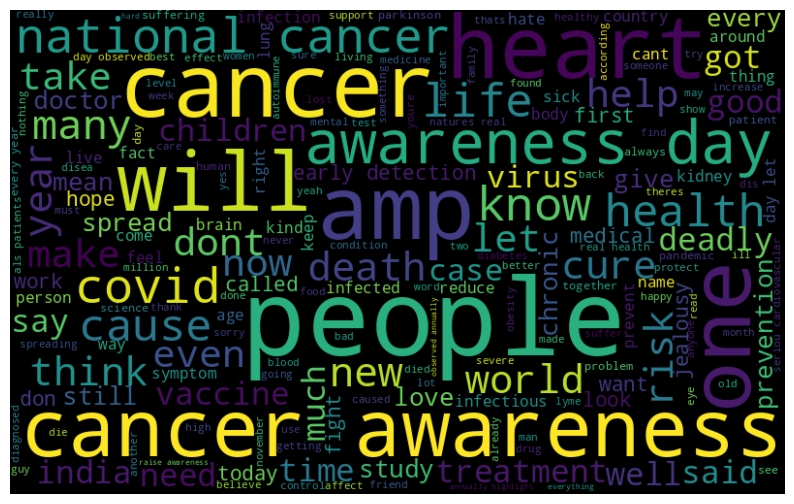 really
hard
suffering
infection
support
parkinson
thats
hate
healthy
country
according
every
national cancer
heart
around
got
day observed
best
effect
women
sure
living
medicine
try
cant
someone
thing
take
cancer
life
help
good
doctor
level
week
autoimmune
lung
important
family
something
sick
first
found
increase
nothing
many
children
lost
youre
mental
test
natures real
body
may
show
patient
awareness day
day
care
fact
right
early detection
always
find
live
disea
human
yes
yeah
virus
give
back
kidney
theres
dis
year
mean
will
hope
amp
know
health
day let
every year
als patients
must
spread
brain
kind
never
keep
condition
two
let
medical
real health
pandemic
ill
deadly
come
make
feel
dont
now
death
case
chronic
diabetes
better
cure
name
protect
million
work
covid
called
infected
reduce
food
word
together
happy
read
person
done
science
thank
age
sorry
people
observed annually
obesity
prevent
suffer
anyone
month
one
prevention
seriou cardiovascular
say
cause
spreading
way
even
bad
severe
made
risk
jealousy
old
think
symptom
blood
going
died
lot
problem
new
world
want
eye
don
still
vaccine
much
love
infectious
lyme
look
diagnosed
die
high
use
caused
fight
november
getting
already
man
drug
cancer awareness
guy
another
raise awareness
believe
india
need
today
time
control
affect
friend
study
treatment
annually highlight
well
everything
said
see